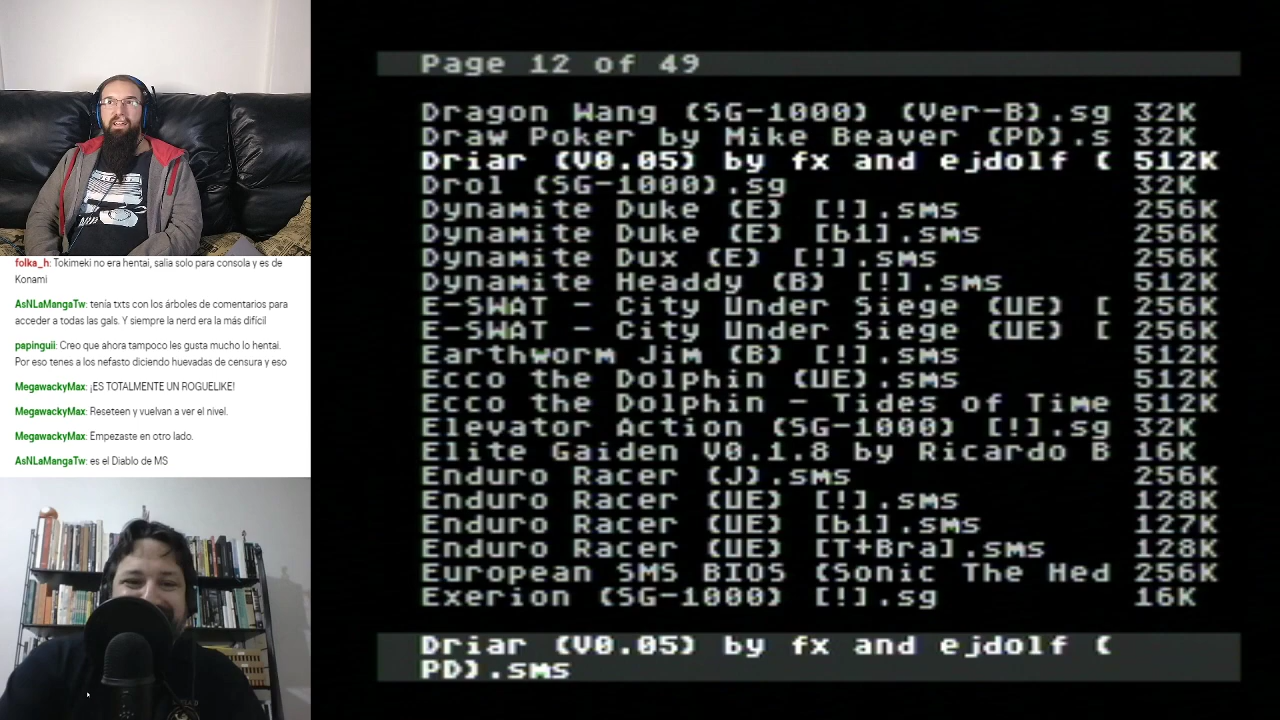 folka_h: Tokimeki no era hentai, salia solo para consola y es de
Konami
AsNLaMangaTw: tenía txts con los árboles de comentarios para
acceder a todas las gals. Y siempre la nerd era la más difícil
papinguii: Creo que ahora tampoco les gusta mucho lo hentai.
Por eso tenes a los nefasto diciendo huevadas de censura y eso
MegawackyMax: ¡ES TOTALMENTE UN ROGUELIKE!
MegawackyMax: Reseteen y vuelvan a ver el nivel.
MegawackyMax: Empezaste en otro lado.
AsNLaMangaTw: es el Diablo de MS
Page 12 of 49
Dragon Wang (SG-1000) (Ver-B).sg 32K
Draw Poker by Mike Beaver (PD).s 32K
Driar (V0.05) by fx and ejdolf ( 512K
Drol (SG-1000).sg 32K
Dynamite Duke (E) [!].sms 256K
Dynamite Duke (E) [b1].sms 256K
Dynamite Dux (E) [!].sms 256K
Dynamite Headdy (B) [!].sms 256K
E-SWAT - City Under Siege (UE) [ 256K
E-SWAT - City Under Siege (UE) [ 256K
Earthworm Jim (B) [!].sms 512K
Ecco the Dolphin (UE).sms 512K
Ecco the Dolphin - Tides of Time 512K
Elevator Action (SG-1000) [!].sg 32K
Elite Gaiden V0.1.8 by Ricardo B 16K
Enduro Racer (J).sms 256K
Enduro Racer (UE) [!].sms 128K
Enduro Racer (UE) [b1].sms 127K
Enduro Racer (UE) [T+Bra].sms 128K
European SMS BIOS (Sonic The Hed 256K
Exerion (SG-1000) [!].sg 16K
Driar (V0.05) by fx and ejdolf (
PD).sms